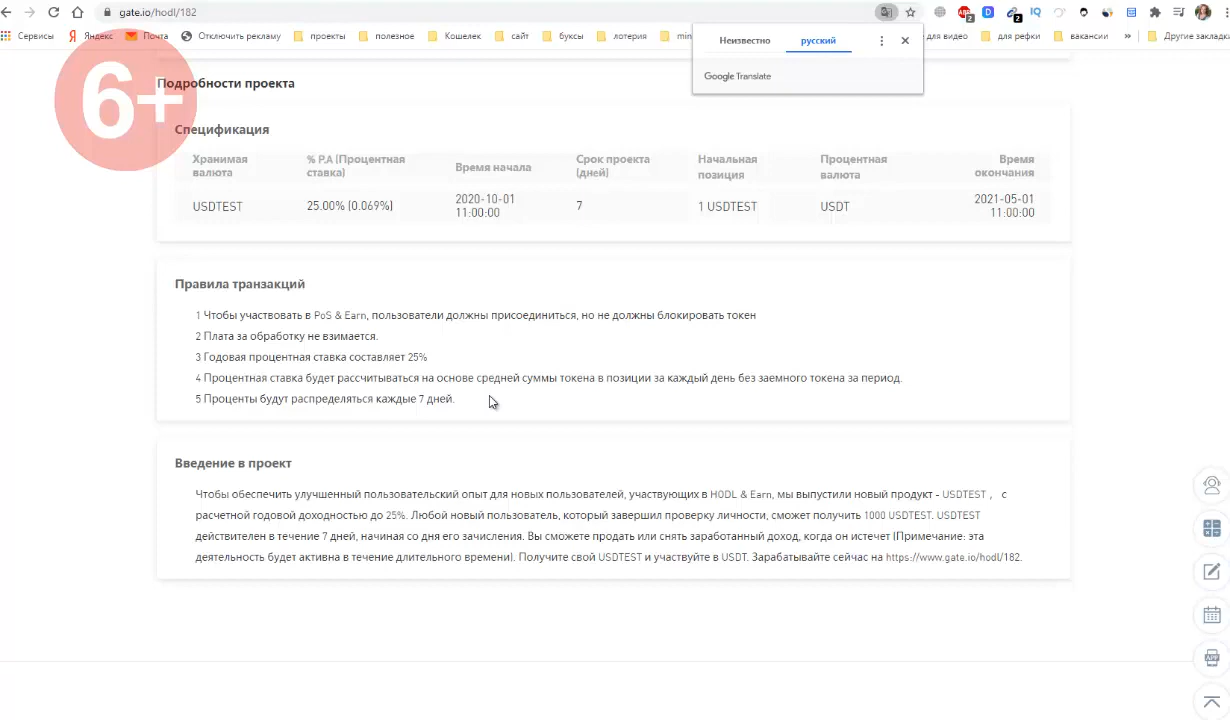 gate.io/hodl/182
Сервисы
Яндекс
Почта
Отключить рекламу
проекты
полезное
Кошелек
сайт
буксы
лотерия
для видео
для рефки
вакансии
»
Другие закладк
Неизвестно
русский
Google Translate
6+
Подробности проекта
Спецификация
Хранимая валюта
% P.A (Процентная ставка)
Время начала
Срок проекта (дней)
Начальная позиция
Процентная валюта
Время окончания
USDTEST
25.00% (0.069%)
2020-10-01 11:00:00
7
1 USDTEST
USDT
2021-05-01 11:00:00
Правила транзакций
1 Чтобы участвовать в PoS & Earn, пользователи должны присоединиться, но не должны блокировать токен
2 Плата за обработку не взимается.
3 Годовая процентная ставка составляет 25%
4 Процентная ставка будет рассчитываться на основе средней суммы токена в позиции за каждый день без заемного токена за период.
5 Проценты будут распределяться каждые 7 дней.
Введение в проект
Чтобы обеспечить улучшенный пользовательский опыт для новых пользователей, участвующих в HODL & Earn, мы выпустили новый продукт - USDTEST , с
расчетной годовой доходностью до 25%. Любой новый пользователь, который завершил проверку личности, сможет получить 1000 USDTEST. USDTEST
действителен в течение 7 дней, начиная со дня его зачисления. Вы сможете продать или снять заработанный доход, когда он истечет (Примечание: эта
деятельность будет активна в течение длительного времени). Получите свой USDTEST и участвуйте в USDT. Зарабатывайте сейчас на https://www.gate.io/hodl/182.